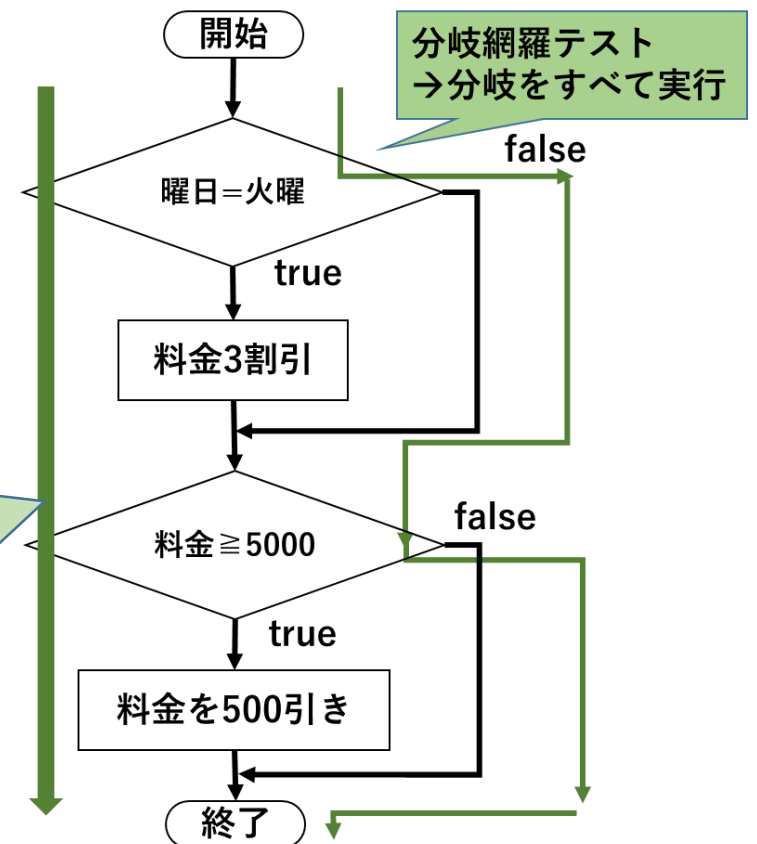 開始
分岐網羅テスト
→分岐をすべて実行
false
曜日=火曜
true
料金3割引
false
料金≧5000
true
料金を500引き
終了